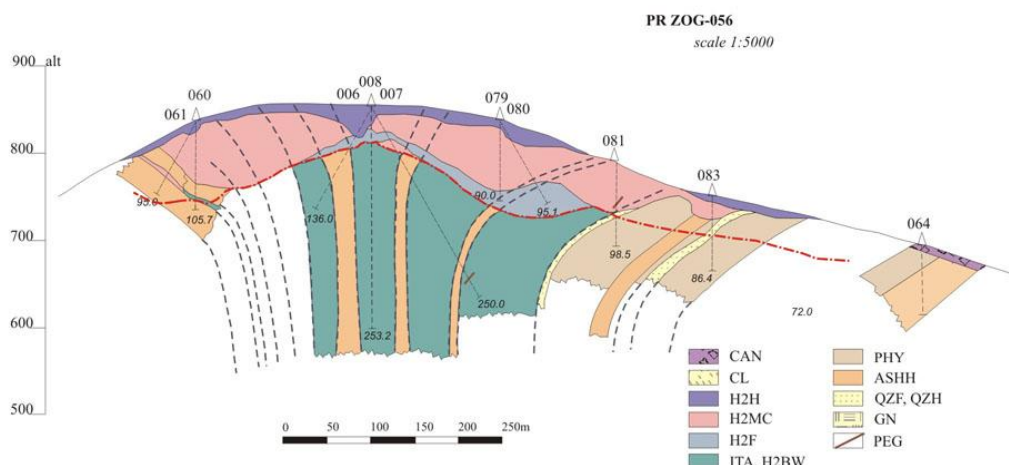 PR ZOG-056
scale 1:5000
900 alt
800
700
600
500
060
061
008
006 007
079
080
081
083
064
93.0
105.7
136.0
253.2
250.0
90.0
95.1
98.5
86.4
72.0
0 50 100 150 200 250m
CAN
CL
H2H
H2MC
H2F
ITA, H2BW
PHY
ASHH
QZF, QZH
GN
PEG